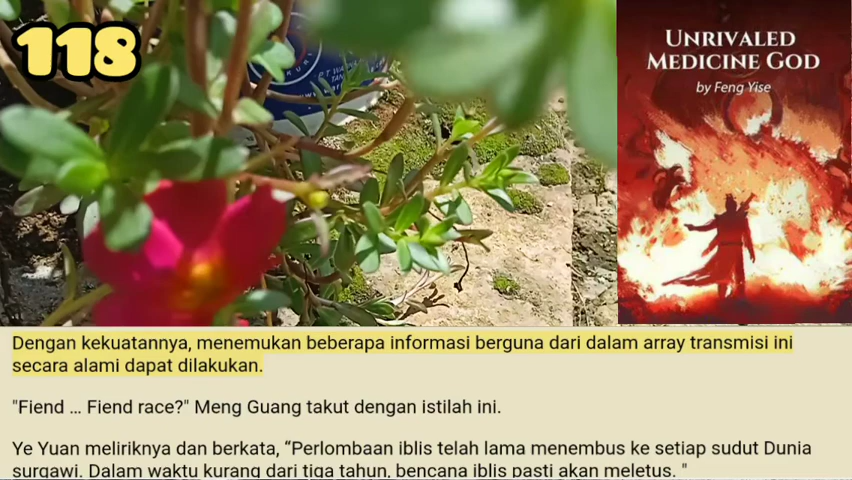 118
UNRIVALED
MEDICINE GOD
by Feng Yise
Dengan kekuatannya, menemukan beberapa informasi berguna dari dalam array transmisi ini
secara alami dapat dilakukan.
"Fiend ... Fiend race?" Meng Guang takut dengan istilah ini.
Ye Yuan meliriknya dan berkata, “Perlombaan iblis telah lama menembus ke setiap sudut Dunia
surgawi. Dalam waktu kurang dari tiga tahun, bencana iblis pasti akan meletus. "